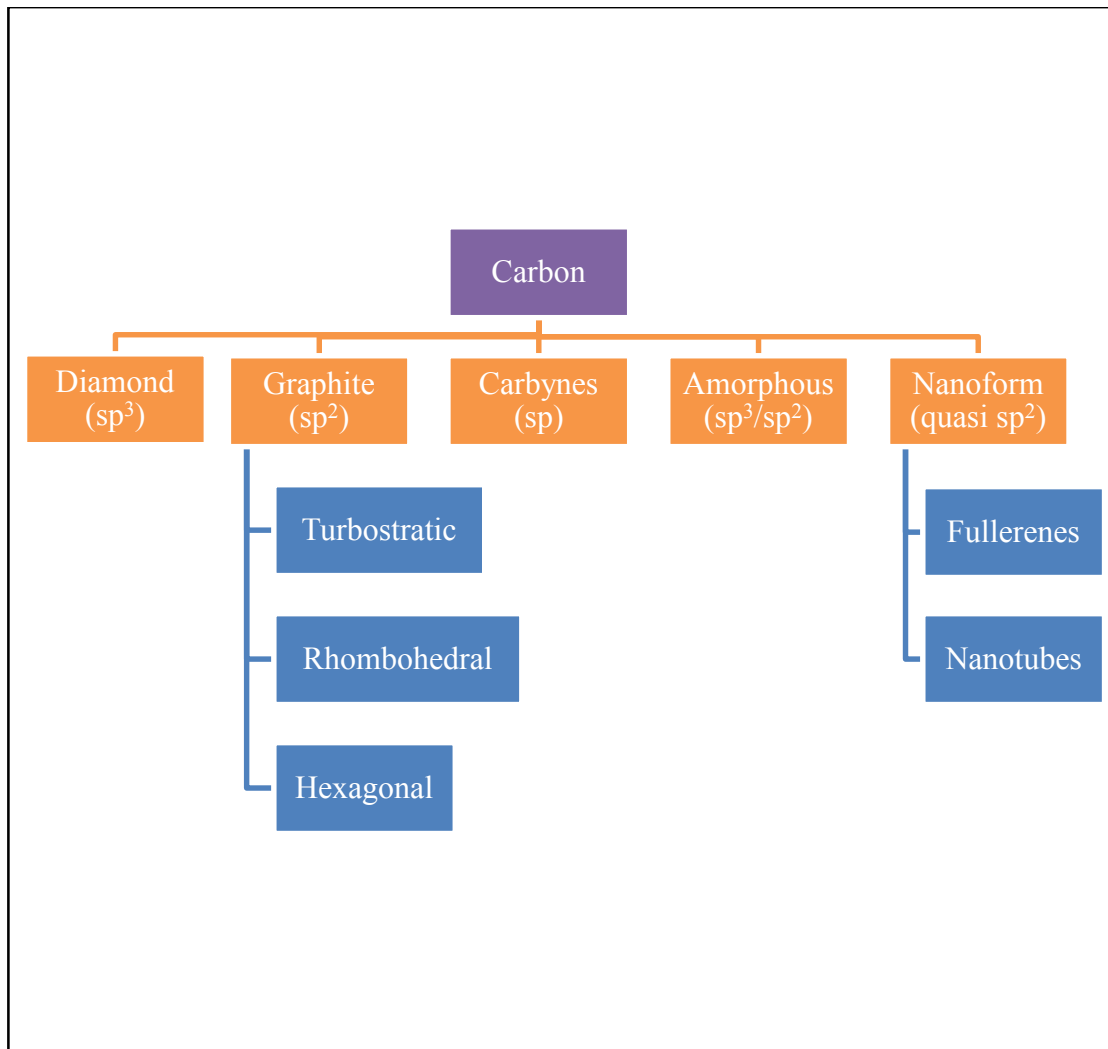 Carbon
Diamond
(sp³)
Graphite
(sp²)
Carbynes
(sp)
Amorphous
(sp³/sp²)
Nanoform
(quasi sp²)
Turbostratic
Rhombohedral
Hexagonal
Fullerenes
Nanotubes